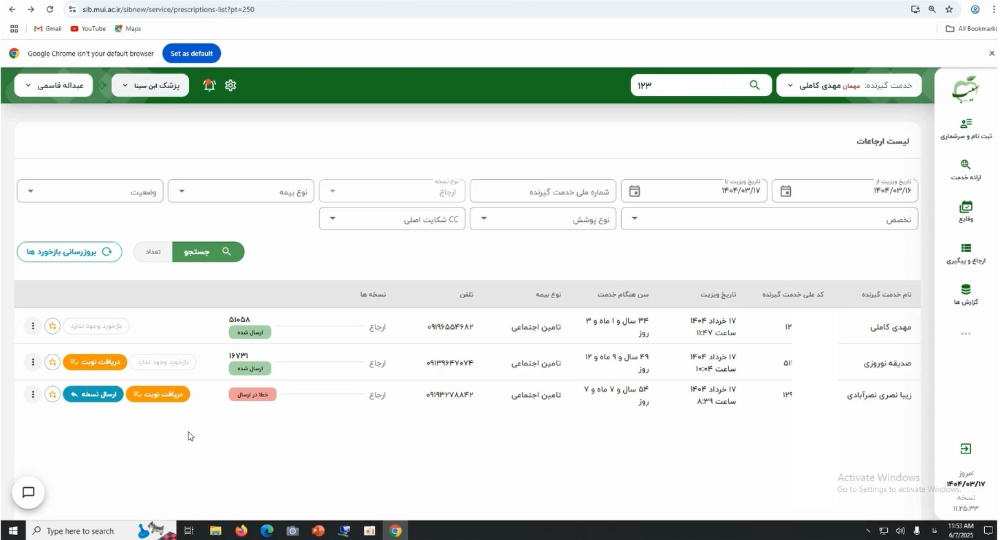 sib.mui.ac.ir/sibnew/service/prescriptions-list?pt=250
Gmail YouTube Maps All Bookmarks
Google Chrome isn't your default browser Set as default
خدمت گیرنده: مهمان مهدی کاملی ۱۲۳ پزشک ابن سینا عبداله قاسمی
سیب
ثبت نام و سرشماری
ارائه خدمت
وقایع
ارجاع و پیگیری
گزارش ها
لیست ارجاعات
تاریخ ویزیت از ۱۴۰۴/۰۳/۱۶ تاریخ ویزیت تا ۱۴۰۴/۰۳/۱۷ شماره ملی خدمت گیرنده نوع نسخه ارجاع نوع بیمه وضعیت
تخصص نوع پوشش CC شکایت اصلی
جستجو تعداد بروزرسانی بازخورد ها
نام خدمت گیرنده کد ملی خدمت گیرنده تاریخ ویزیت سن هنگام خدمت نوع بیمه تلفن نسخه ها
مهدی کاملی ۱۲ ۱۷ خرداد ۱۴۰۴ ساعت ۱۱:۴۷ ۳۴ سال و ۱ ماه و ۳ روز تامین اجتماعی ۰۹۱۹۶۵۵۴۶۸۲ ارجاع ۵۱۰۵۸ ارسال شده بازخورد وجود ندارد
صدیقه نوروزی ۵۱ ۱۷ خرداد ۱۴۰۴ ساعت ۱۰:۰۴ ۴۹ سال و ۹ ماه و ۱۲ روز تامین اجتماعی ۰۹۱۳۹۶۴۷۰۷۴ ارجاع ۱۶۷۳۱ ارسال شده بازخورد وجود ندارد دریافت نوبت
زیبا نصری نصرآبادی ۱۲۹ ۱۷ خرداد ۱۴۰۴ ساعت ۸:۳۹ ۵۴ سال و ۷ ماه و ۷ روز تامین اجتماعی ۰۹۱۹۳۲۷۸۸۴۲ ارجاع خطا در ارسال دریافت نوبت ارسال نسخه
Activate Windows
Go to Settings to activate Windows.
امروز
۱۴۰۴/۰۳/۱۷
نسخه
۱۱.۲۵.۳۳
Type here to search
فا
11:53 AM
6/7/2025